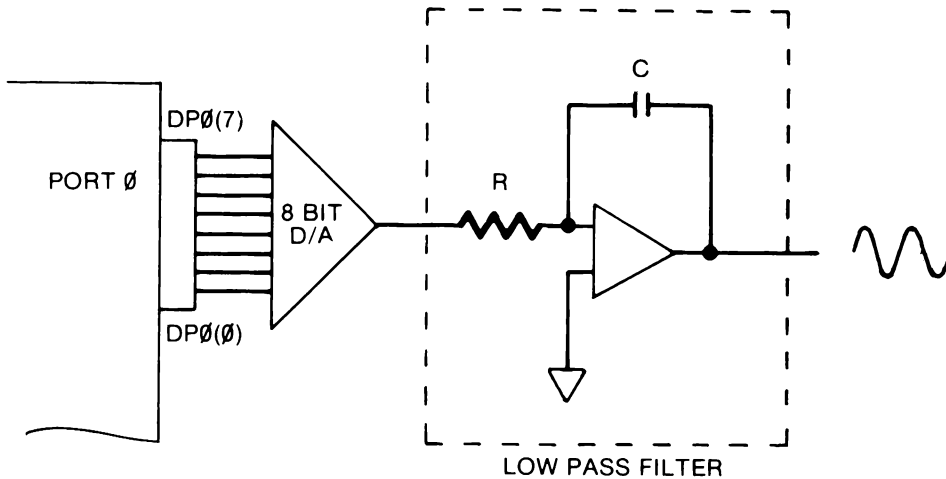 DPØ(7)
PORT Ø
8 BIT
D/A
DPØ(Ø)
R
C
LOW PASS FILTER